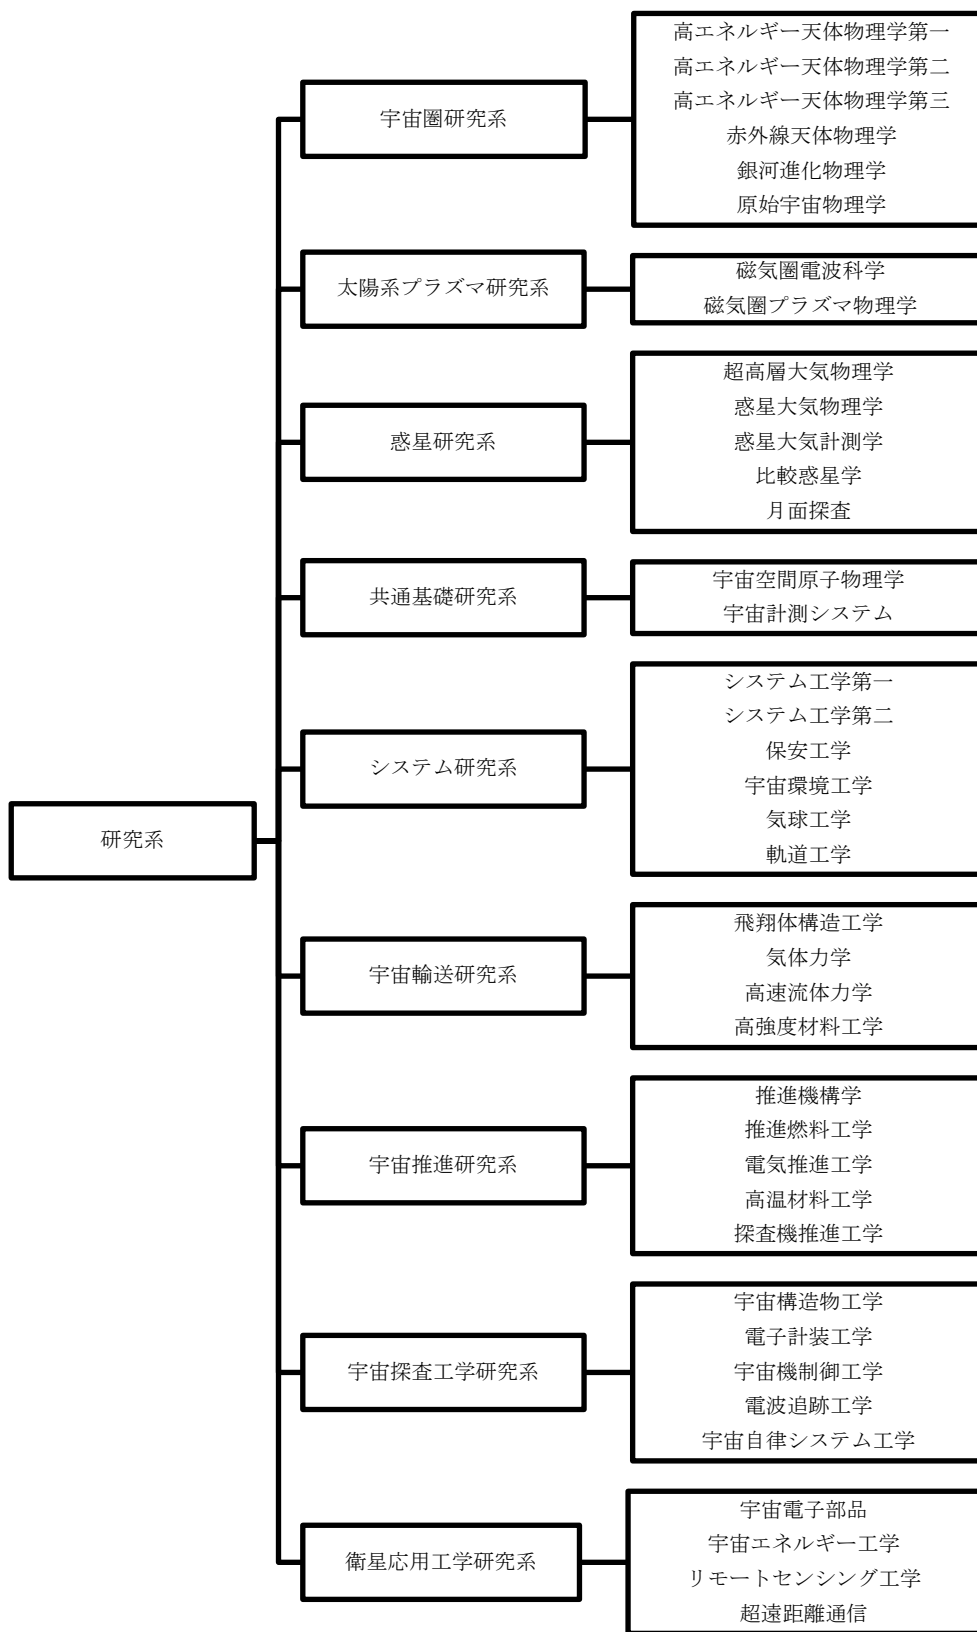 研究系
宇宙圏研究系
高エネルギー天体物理学第一
高エネルギー天体物理学第二
高エネルギー天体物理学第三
赤外線天体物理学
銀河進化物理学
原始宇宙物理学
太陽系プラズマ研究系
磁気圏電波科学
磁気圏プラズマ物理学
惑星研究系
超高層大気物理学
惑星大気物理学
惑星大気計測学
比較惑星学
月面探査
共通基礎研究系
宇宙空間原子物理学
宇宙計測システム
システム研究系
システム工学第一
システム工学第二
保安工学
宇宙環境工学
気球工学
軌道工学
宇宙輸送研究系
飛翔体構造工学
気体力学
高速流体力学
高強度材料工学
宇宙推進研究系
推進機構学
推進燃料工学
電気推進工学
高温材料工学
探査機推進工学
宇宙探査工学研究系
宇宙構造物工学
電子計装工学
宇宙機制御工学
電波追跡工学
宇宙自律システム工学
衛星応用工学研究系
宇宙電子部品
宇宙エネルギー工学
リモートセンシング工学
超遠距離通信